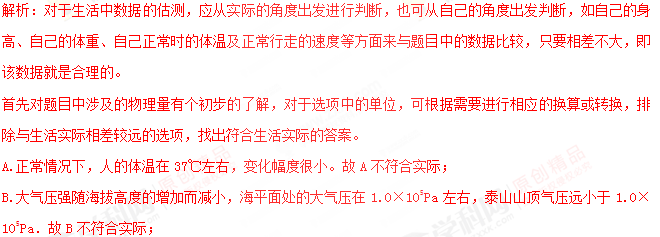 解析：对于生活中数据的估测，应从实际的角度出发进行判断，也可从自己的角度出发判断，如自己的身
高、自己的体重、自己正常时的体温及正常行走的速度等方面来与题目中的数据比较，只要相差不大，即
该数据就是合理的。
首先对题目中涉及的物理量有个初步的了解，对于选项中的单位，可根据需要进行相应的换算或转换，排
除与生活实际相差较远的选项，找出符合生活实际的答案。
A.正常情况下，人的体温在 37℃左右，变化幅度很小。故 A 不符合实际；
B.大气压强随海拔高度的增加而减小，海平面处的大气压在 1.0×10⁵Pa 左右，泰山山顶气压远小于 1.0×
10⁵Pa．故 B 不符合实际；